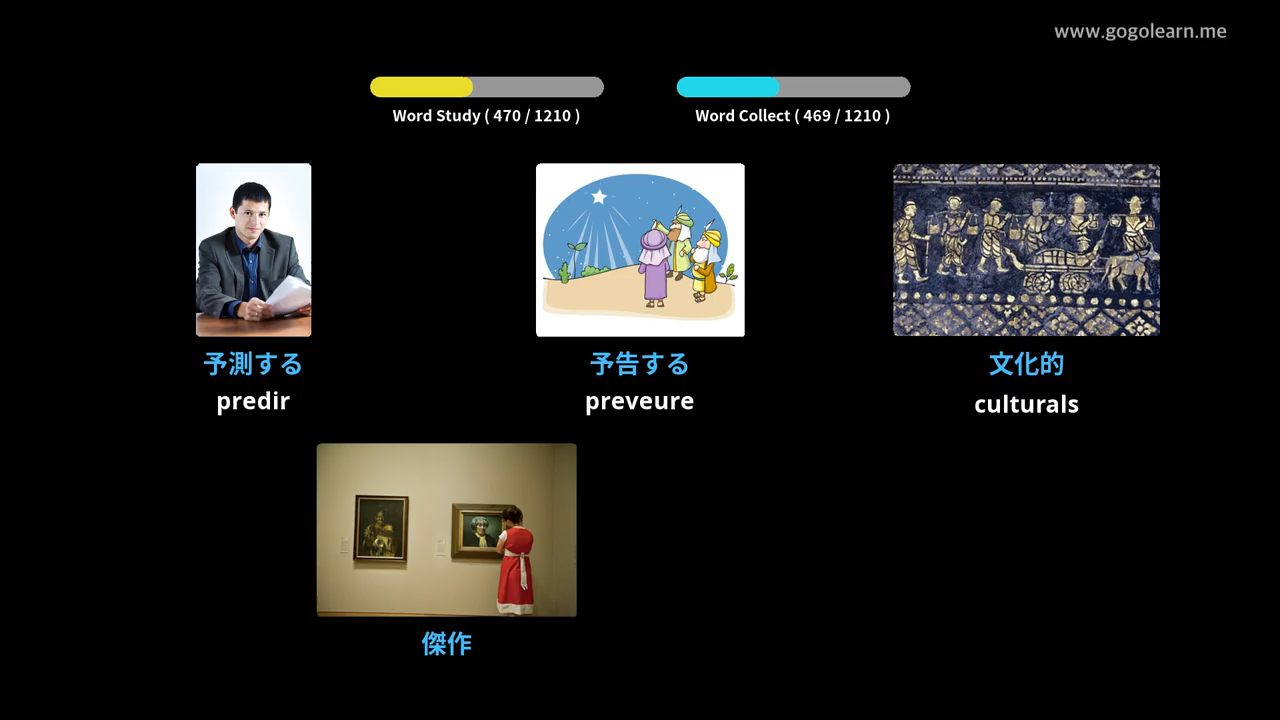 www.gogolearn.me
Word Study ( 470 / 1210 )
Word Collect ( 469 / 1210 )
予測する
predir
予告する
preveure
文化的
culturals
傑作